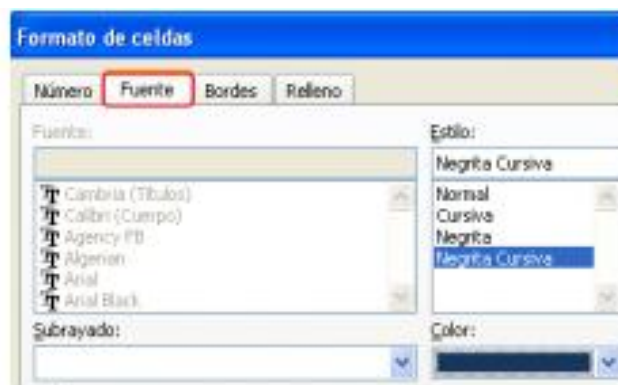 Formato de celdas
Número Fuente Bordes Relleno
Fuente: Estilo:
Negrita Cursiva
Cambria (Títulos) Normal
Calibri (Cuerpo) Cursiva
Agency FB Negrita
Algerian Negrita Cursiva
Arial
Arial Black
Subrayado: Color: